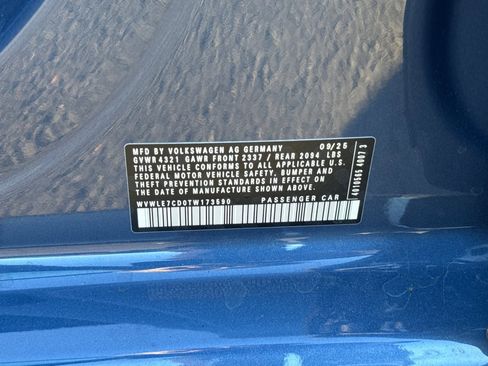 MFD BY VOLKSWAGEN AG GERMANY 09/25
GVWR 4321 GAWR FRONT 2337 / REAR 2094 LBS
THIS VEHICLE CONFORMS TO ALL APPLICABLE U.S.
FEDERAL MOTOR VEHICLE SAFETY, BUMPER AND
THEFT PREVENTION STANDARDS IN EFFECT ON THE
DATE OF MANUFACTURE SHOWN ABOVE
WVWLE7CD0TW173590 PASSENGER CAR